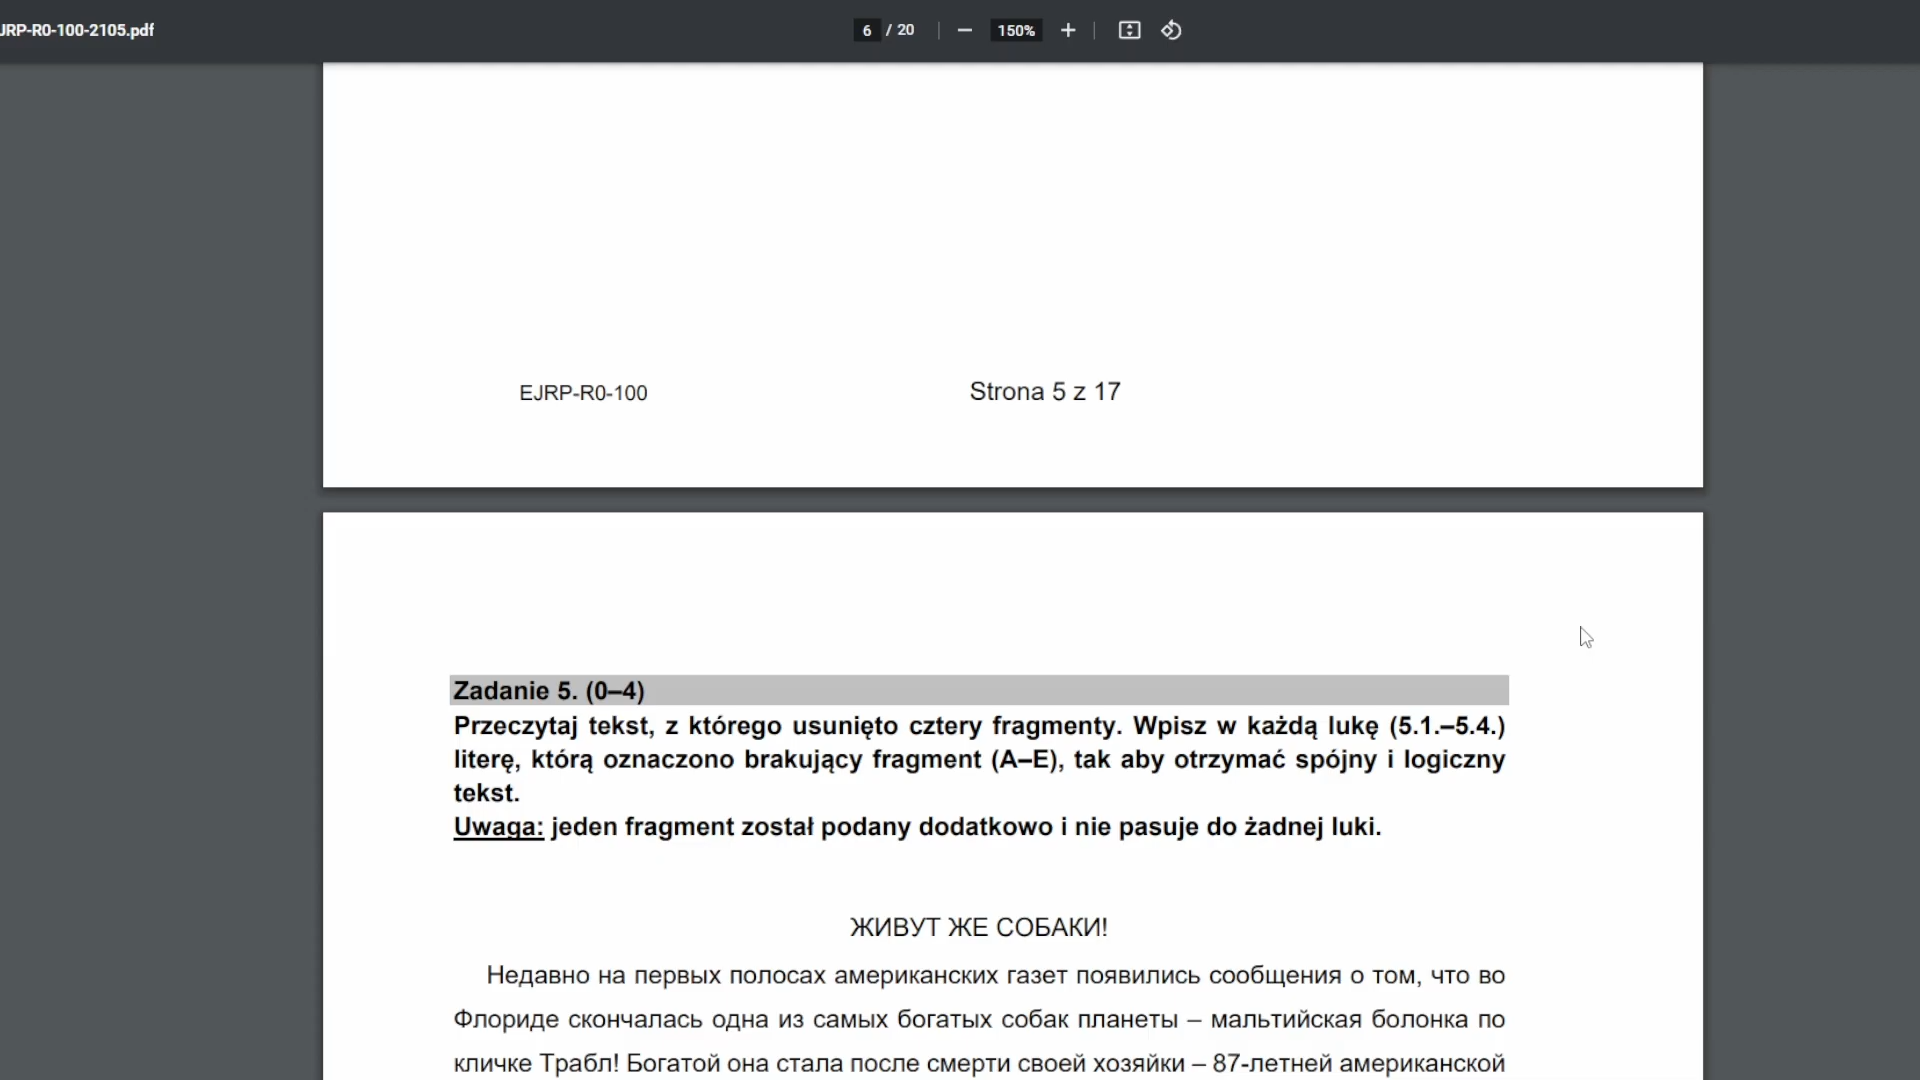 JRP-R0-100-2105.pdf
6 / 20
150%
EJRP-R0-100
Strona 5 z 17
Zadanie 5. (0–4)
Przeczytaj tekst, z którego usunięto cztery fragmenty. Wpisz w każdą lukę (5.1.–5.4.)
literę, którą oznaczono brakujący fragment (A–E), tak aby otrzymać spójny i logiczny
tekst.
Uwaga: jeden fragment został podany dodatkowo i nie pasuje do żadnej luki.
ЖИВУТ ЖЕ СОБАКИ!
Недавно на первых полосах американских газет появились сообщения о том, что во
Флориде скончалась одна из самых богатых собак планеты – мальтийская болонка по
кличке Трабл! Богатой она стала после смерти своей хозяйки – 87-летней американской